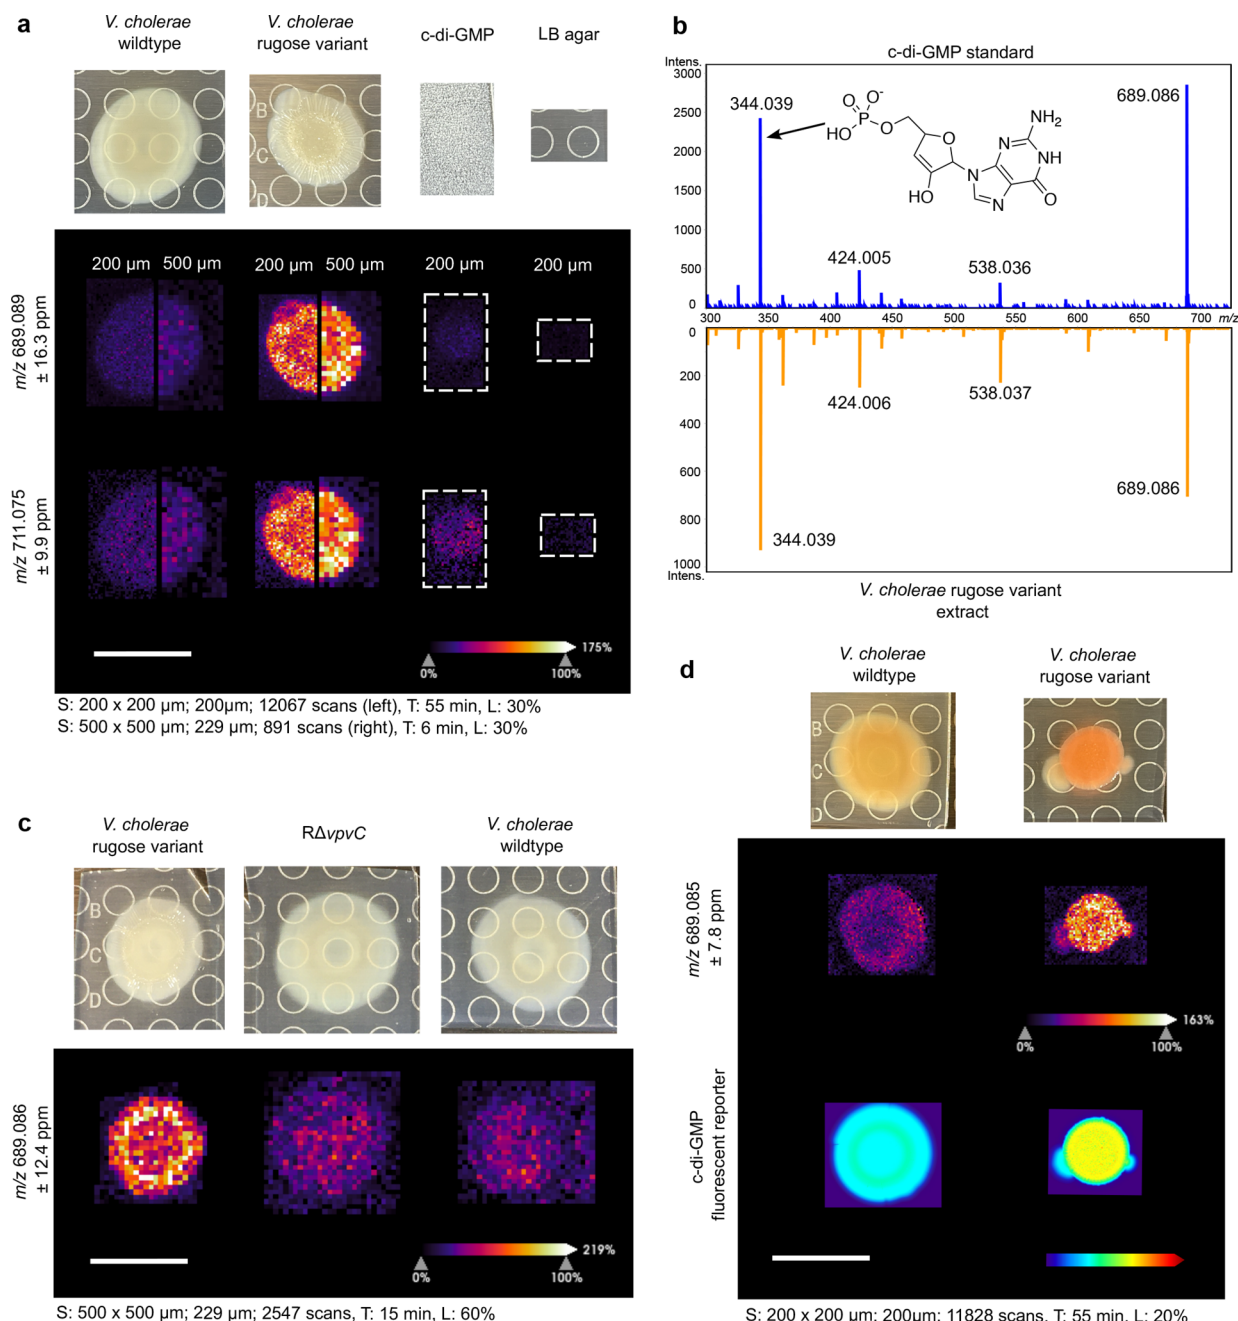 a
V. cholerae
wildtype
V. cholerae
rugose variant
c-di-GMP
LB agar
B
C
D
200 µm 500 µm
200 µm 500 µm
200 µm
200 µm
m/z 689.089
± 16.3 ppm
m/z 711.075
± 9.9 ppm
175%
0%
100%
S: 200 x 200 µm; 200µm; 12067 scans (left), T: 55 min, L: 30%
S: 500 x 500 µm; 229 µm; 891 scans (right), T: 6 min, L: 30%
b
c-di-GMP standard
Intens.
3000
2500
2000
1500
1000
500
0
344.039
689.086
424.005
538.036
O
O-
P
HO
O
O
HO
N
N
N
N
NH2
NH
O
300 350 400 450 500 550 600 650 700 m/z
0
200
400
600
800
1000
Intens.
424.006
538.037
689.086
344.039
V. cholerae rugose variant
extract
c
V. cholerae
rugose variant
RΔvpvC
V. cholerae
wildtype
B
C
D
m/z 689.086
± 12.4 ppm
219%
0%
100%
S: 500 x 500 µm; 229 µm; 2547 scans, T: 15 min, L: 60%
d
V. cholerae
wildtype
V. cholerae
rugose variant
B
C
D
m/z 689.085
± 7.8 ppm
163%
0%
100%
c-di-GMP
fluorescent reporter
S: 200 x 200 µm; 200µm; 11828 scans, T: 55 min, L: 20%